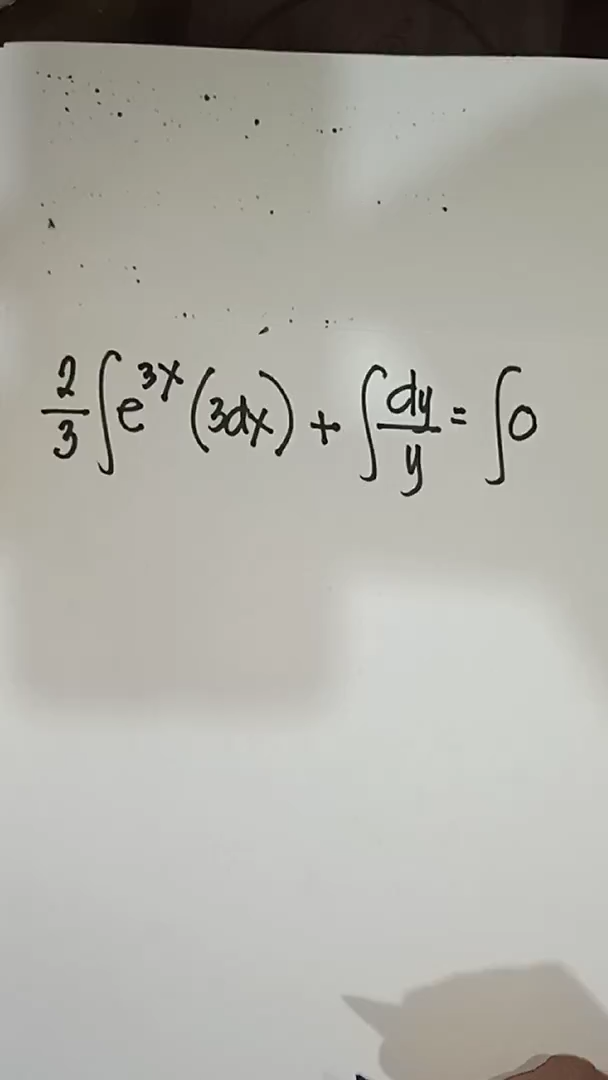 2/3 ∫ e^{3x} (3dx) + ∫ dy/y = ∫ 0